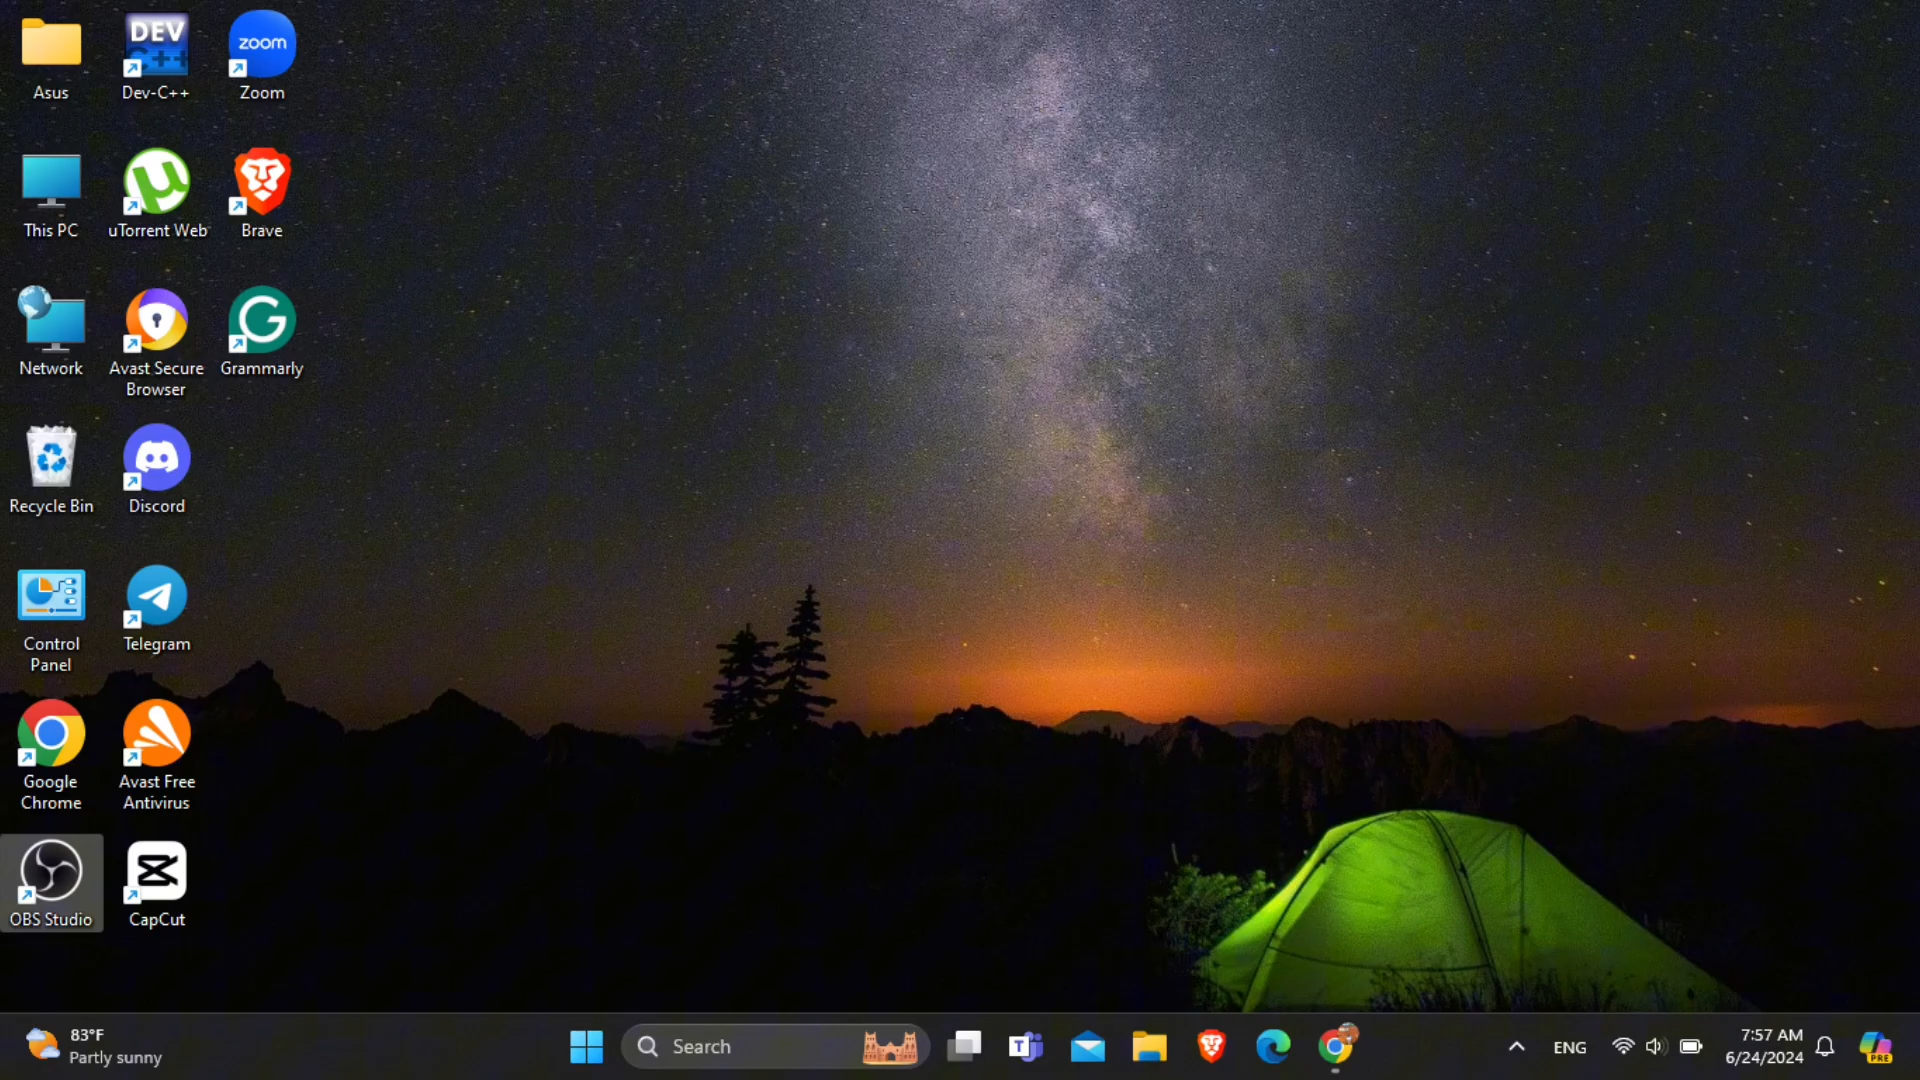 Asus
DEV
C++
Dev-C++
zoom
Zoom
This PC
uTorrent Web
Brave
Network
Avast Secure
Browser
Grammarly
Recycle Bin
Discord
Control
Panel
Telegram
Google
Chrome
Avast Free
Antivirus
OBS Studio
CapCut
83°F
Partly sunny
Search
T
ENG
7:57 AM
6/24/2024
PRE